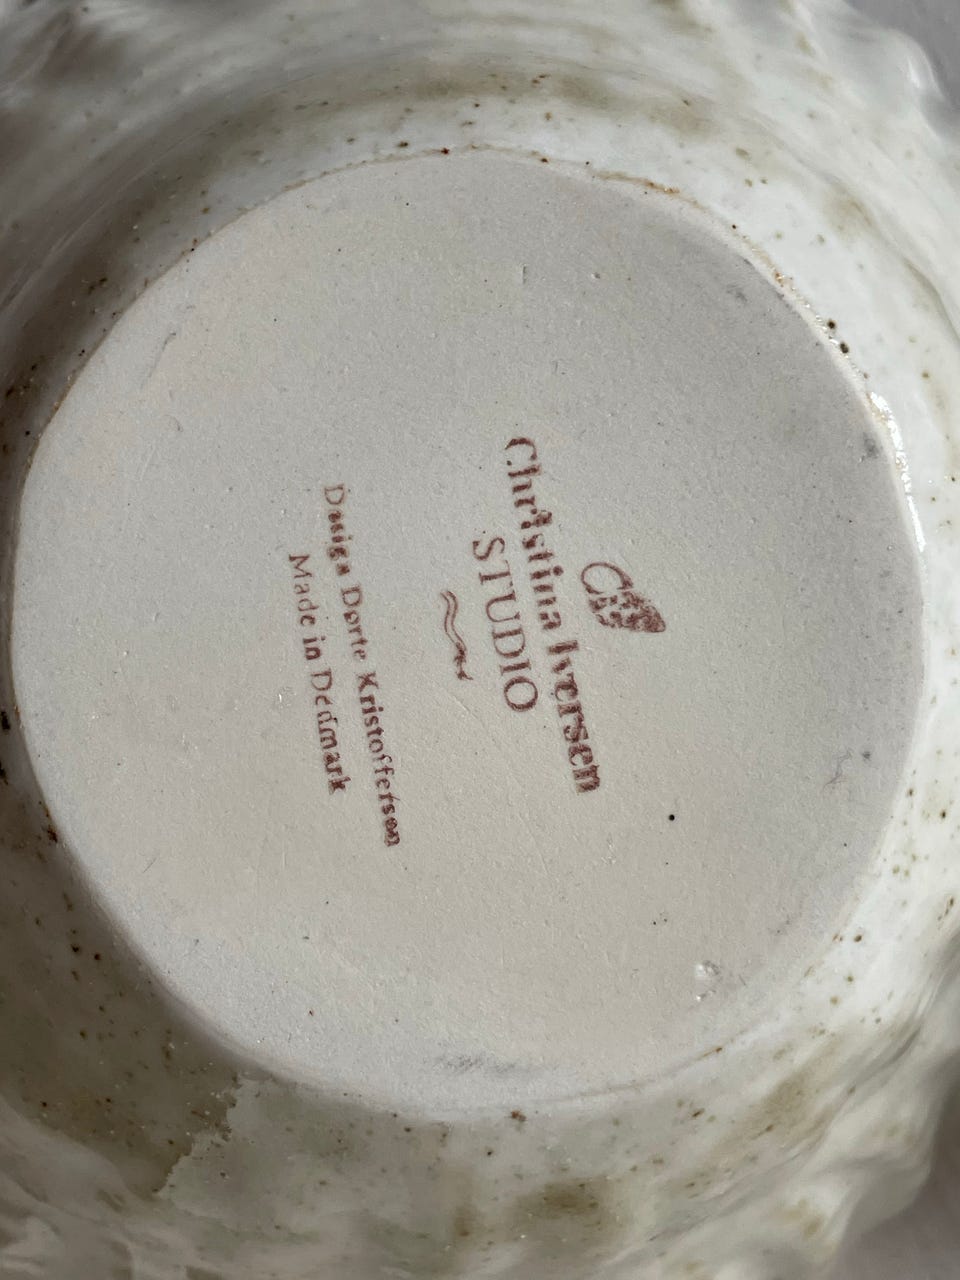 Christina Iversen
STUDIO
Design Dorte Kristoffersen
Made in Denmark